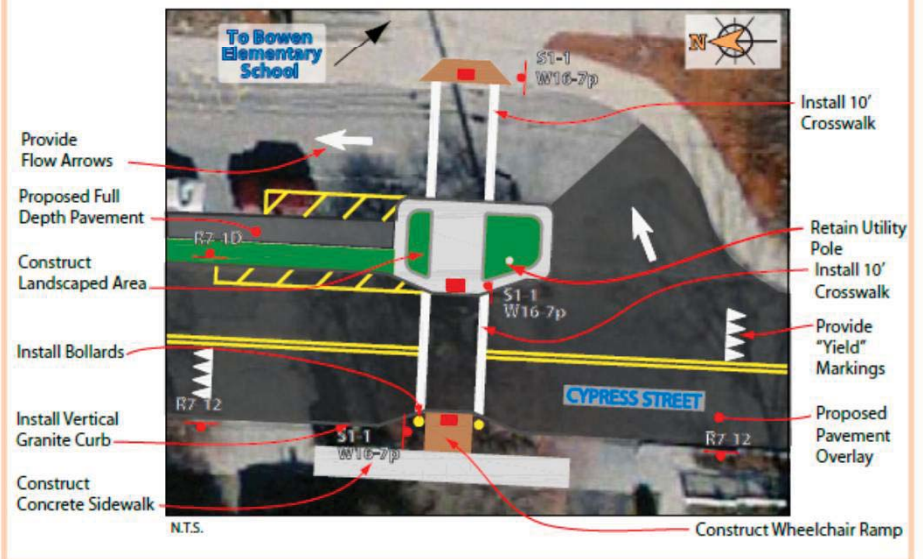 To Bowen
Elementary
School
N
S1-1
W16-7p
Install 10'
Crosswalk
Provide
Flow Arrows
Proposed Full
Depth Pavement
R7-1D
Construct
Landscaped Area
Retain Utility
Pole
Install 10'
Crosswalk
S1-1
W16-7p
Provide
"Yield"
Markings
Install Bollards
CYPRESS STREET
R7-12
Proposed
Pavement
Overlay
Install Vertical
Granite Curb
S1-1
W16-7p
R7-12
Construct
Concrete Sidewalk
N.T.S.
Construct Wheelchair Ramp